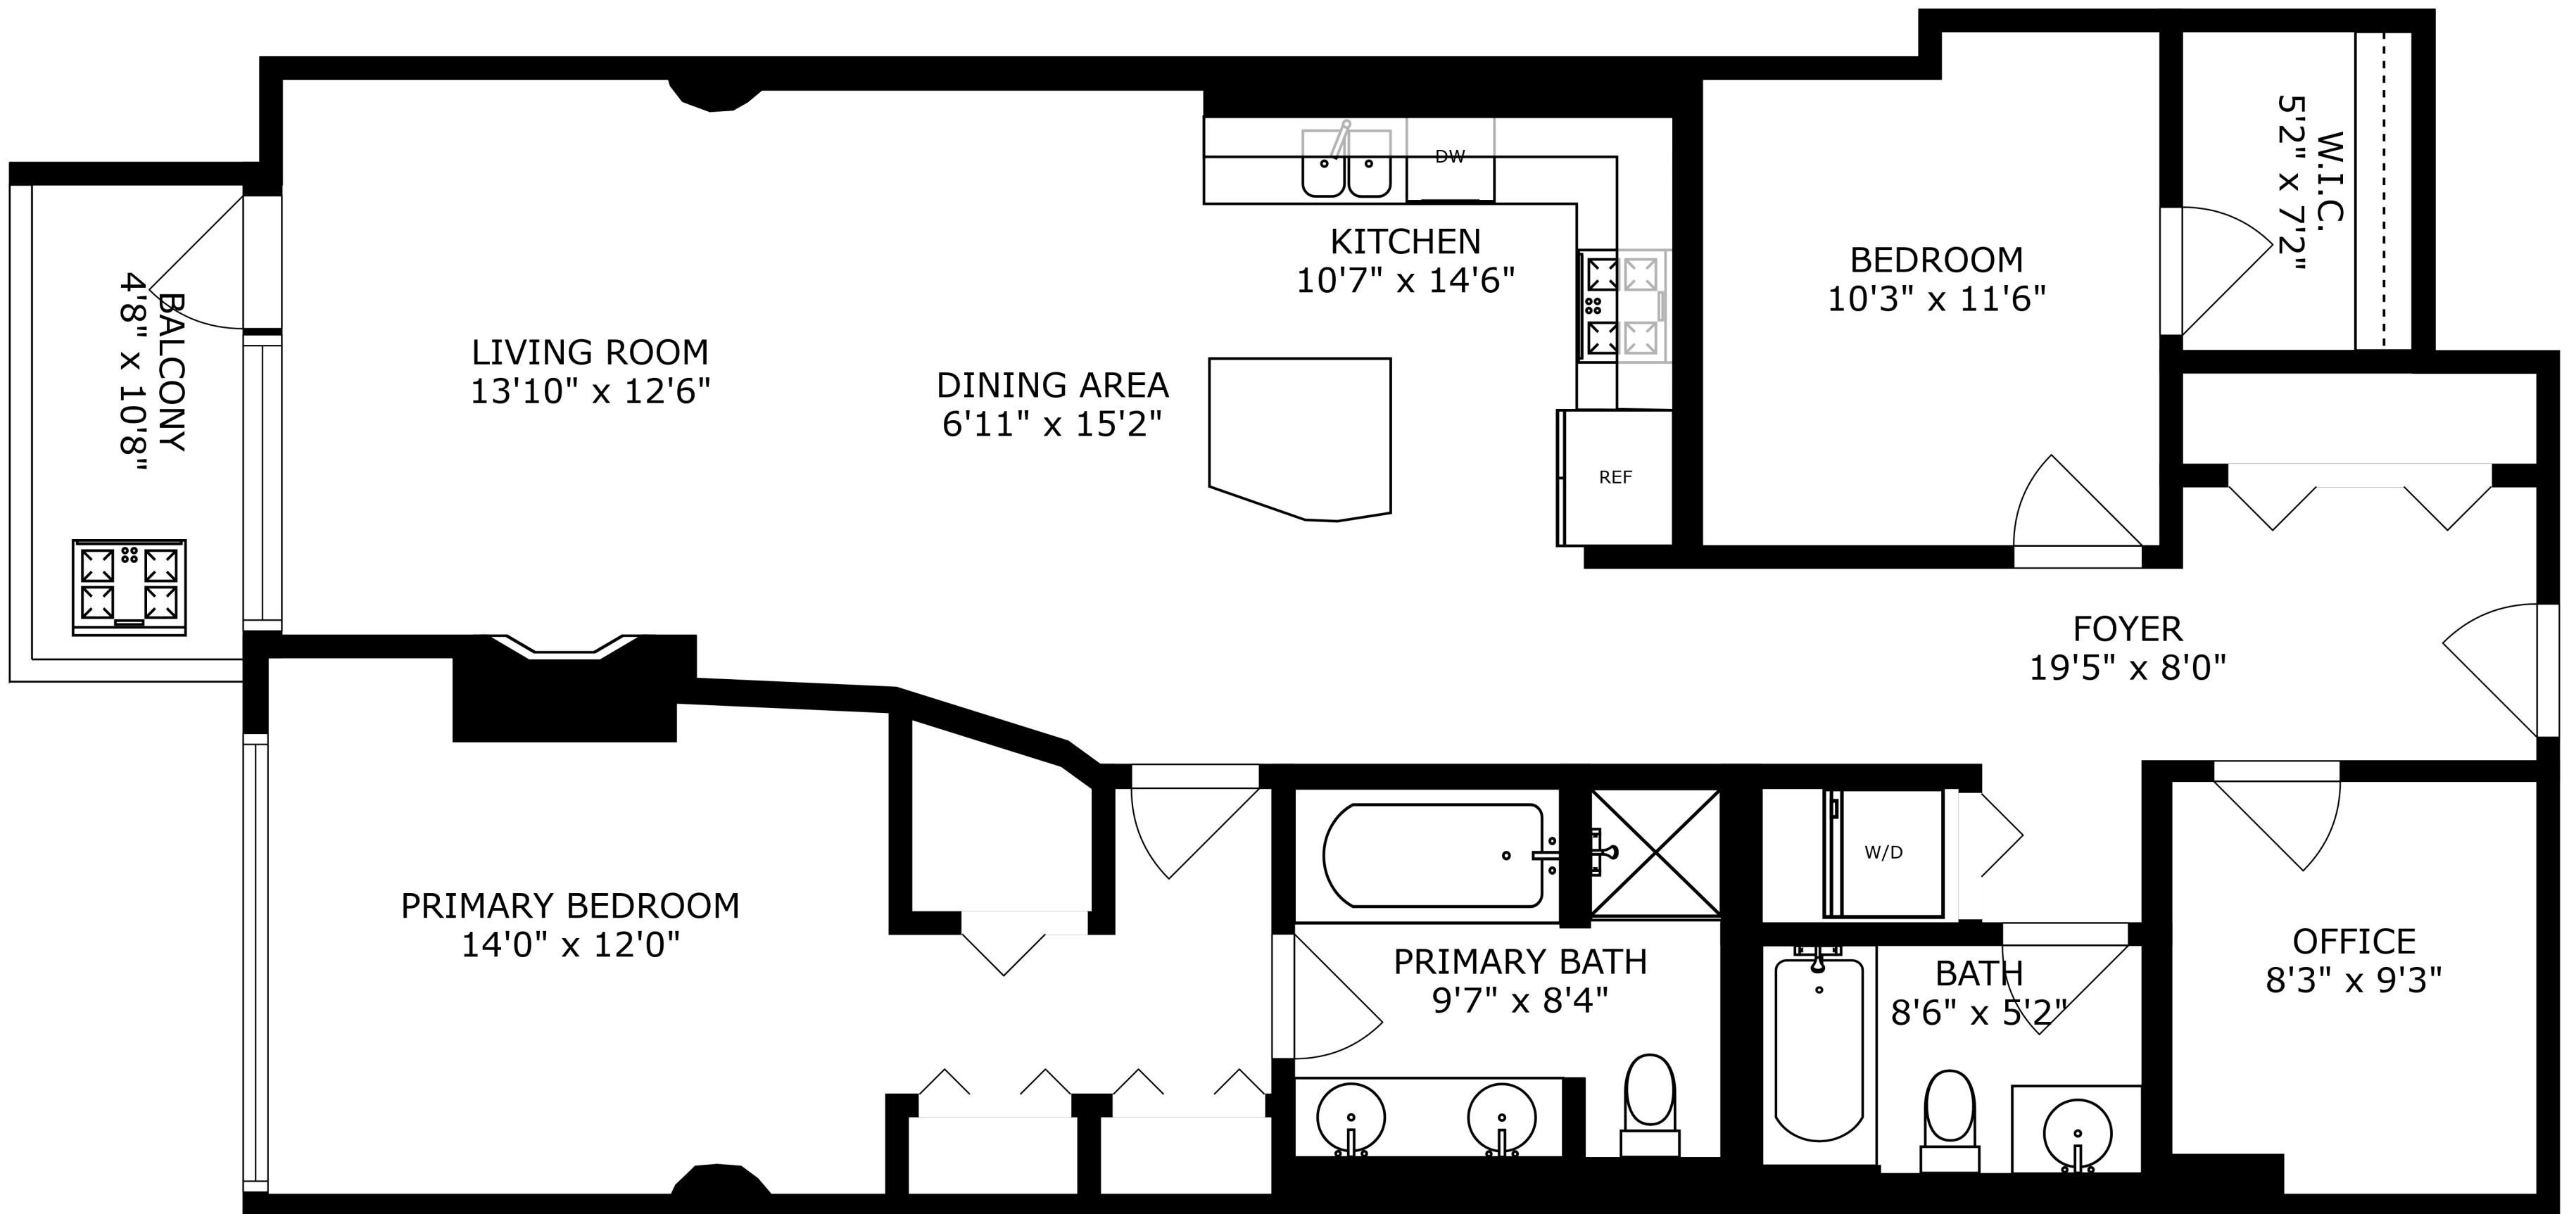 W.I.C.
5'2" x 7'2"
DW
KITCHEN
10'7" x 14'6"
BEDROOM
10'3" x 11'6"
BALCONY
4'8" x 10'8"
LIVING ROOM
13'10" x 12'6"
DINING AREA
6'11" x 15'2"
REF
FOYER
19'5" x 8'0"
W/D
PRIMARY BEDROOM
14'0" x 12'0"
PRIMARY BATH
9'7" x 8'4"
BATH
8'6" x 5'2"
OFFICE
8'3" x 9'3"